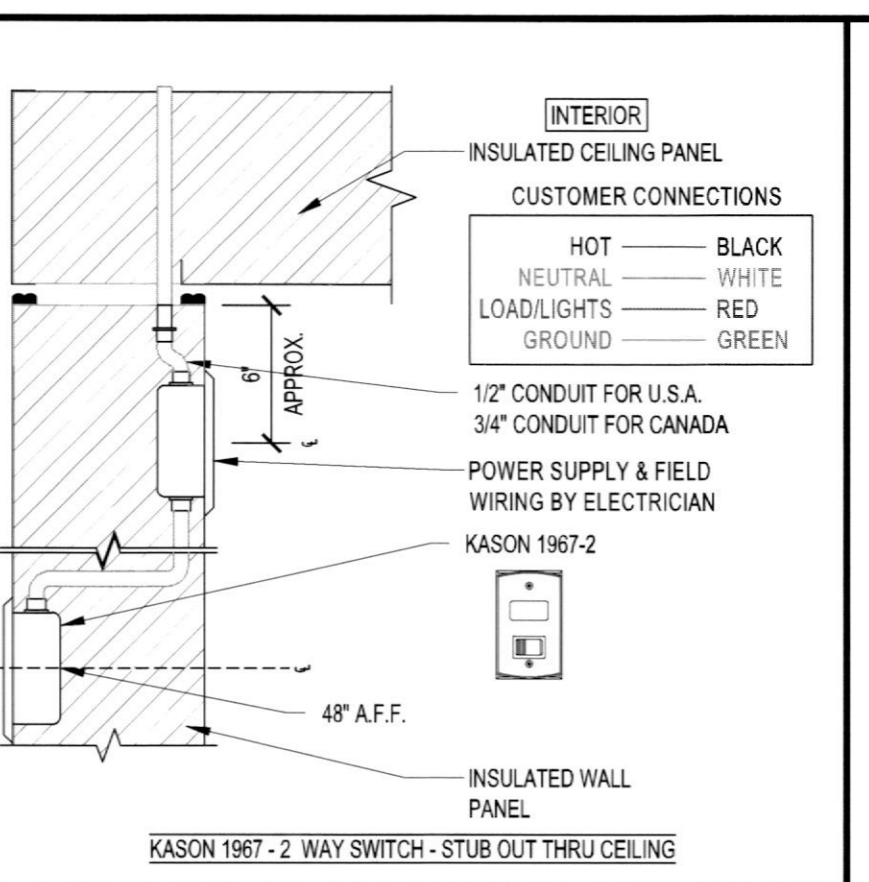 INTERIOR
INSULATED CEILING PANEL
CUSTOMER CONNECTIONS
HOT BLACK
NEUTRAL WHITE
LOAD/LIGHTS RED
GROUND GREEN
6"
APPROX.
℄
1/2" CONDUIT FOR U.S.A.
3/4" CONDUIT FOR CANADA
POWER SUPPLY & FIELD
WIRING BY ELECTRICIAN
KASON 1967-2
℄
48" A.F.F.
INSULATED WALL
PANEL
KASON 1967 - 2 WAY SWITCH - STUB OUT THRU CEILING